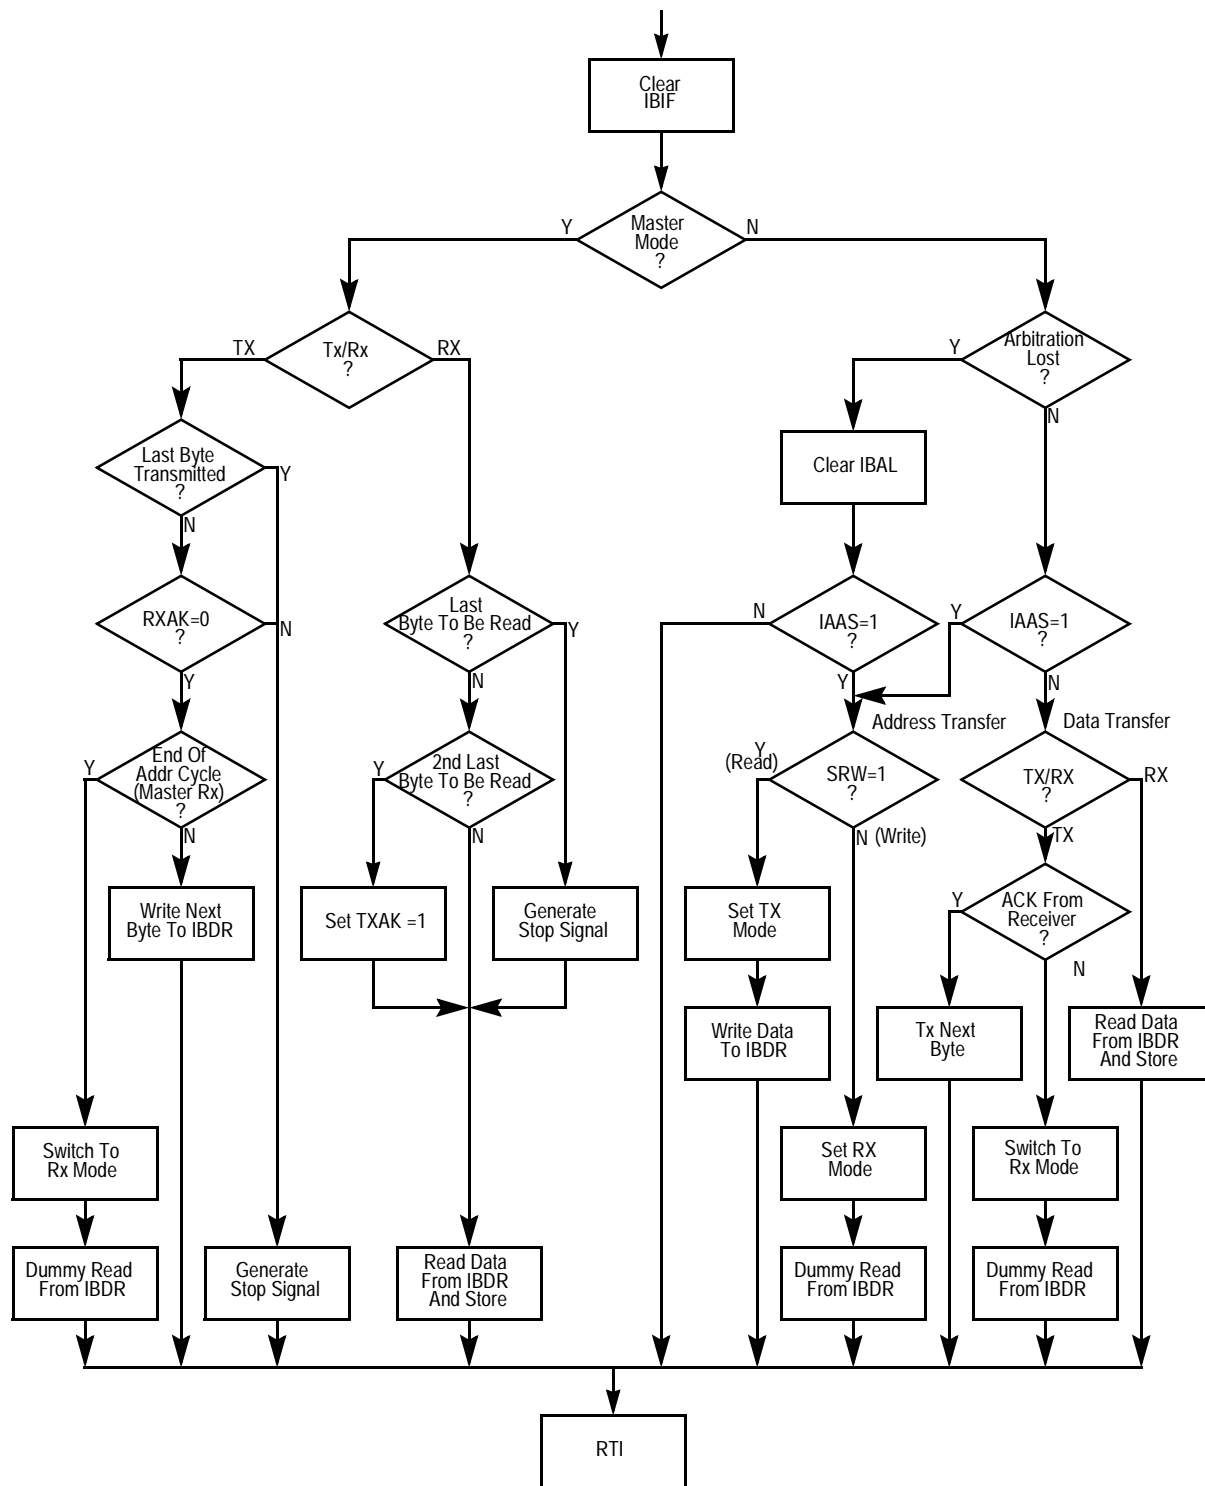 Clear
IBIF
Master
Mode
?
Y
N
Tx/Rx
?
TX
RX
Arbitration
Lost
?
Y
N
Last Byte
Transmitted
?
Y
N
Clear IBAL
RXAK=0
?
N
Y
Last
Byte To Be Read
?
Y
N
IAAS=1
?
N
Y
IAAS=1
?
Y
N
Address Transfer
Data Transfer
End Of
Addr Cycle
(Master Rx)
?
Y
N
2nd Last
Byte To Be Read
?
Y
N
SRW=1
?
Y
(Read)
N (Write)
TX/RX
?
RX
TX
Write Next
Byte To IBDR
Set TXAK =1
Generate
Stop Signal
Set TX
Mode
ACK From
Receiver
?
Y
N
Write Data
To IBDR
Tx Next
Byte
Read Data
From IBDR
And Store
Switch To
Rx Mode
Set RX
Mode
Switch To
Rx Mode
Dummy Read
From IBDR
Generate
Stop Signal
Read Data
From IBDR
And Store
Dummy Read
From IBDR
Dummy Read
From IBDR
RTI